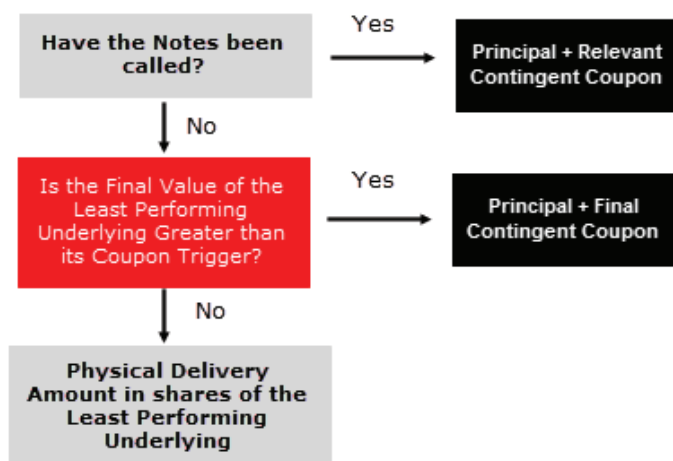 Have the Notes been
called?
Yes
Principal + Relevant
Contingent Coupon
No
Is the Final Value of the
Least Performing
Underlying Greater than
its Coupon Trigger?
Yes
Principal + Final
Contingent Coupon
No
Physical Delivery
Amount in shares of the
Least Performing
Underlying